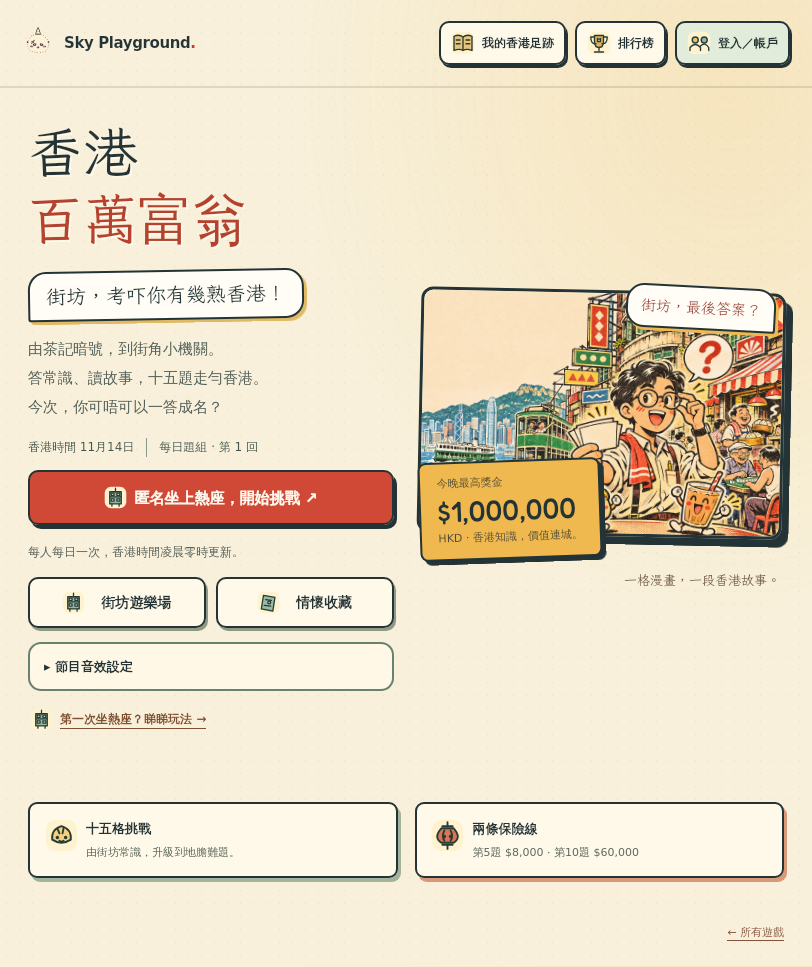 Sky Playground.
我的香港足跡
排行榜
登入／帳戶
香港
百萬富翁
街坊，考吓你有幾熟香港！
由茶記暗號，到街角小機關。
答常識、讀故事，十五題走勻香港。
今次，你可唔可以一答成名？
香港時間 11月14日
每日題組 · 第 1 回
匿名坐上熱座，開始挑戰 ↗
每人每日一次，香港時間凌晨零時更新。
街坊遊樂場
情懷收藏
▸ 節目音效設定
第一次坐熱座？睇睇玩法 →
街坊，最後答案？
?
今晚最高獎金
$1,000,000
HKD · 香港知識，價值連城。
一格漫畫，一段香港故事。
十五格挑戰
由街坊常識，升級到地膽難題。
兩條保險線
第5題 $8,000 · 第10題 $60,000
← 所有遊戲